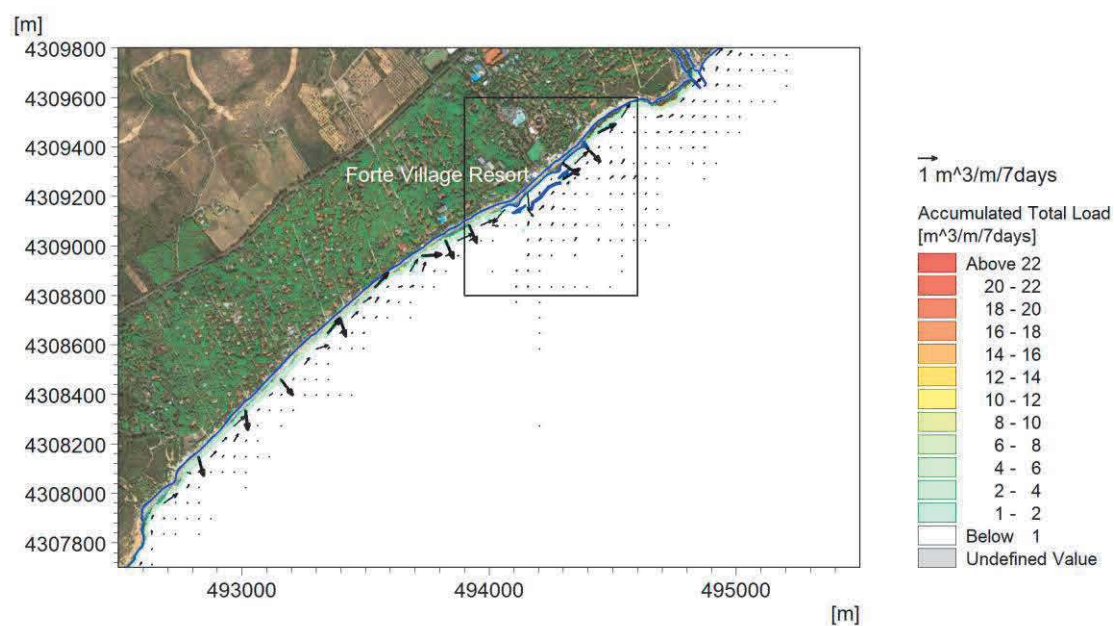 [m]
4309800
4309600
4309400
4309200
4309000
4308800
4308600
4308400
4308200
4308000
4307800
Forte Village Resort
493000
494000
495000
[m]
1 m^3/m/7days
Accumulated Total Load
[m^3/m/7days]
Above 22
20 - 22
18 - 20
16 - 18
14 - 16
12 - 14
10 - 12
8 - 10
6 - 8
4 - 6
2 - 4
1 - 2
Below 1
Undefined Value